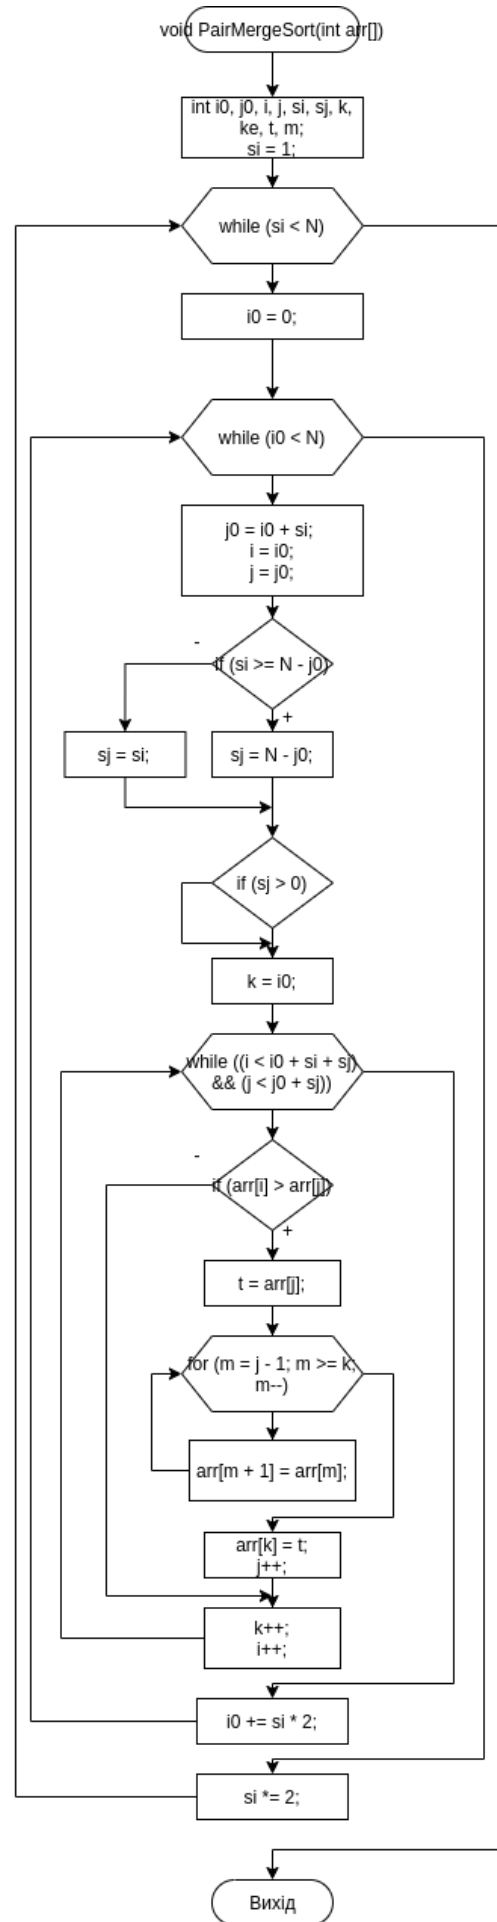 void PairMergeSort(int arr[])
int i0, j0, i, j, si, sj, k,
ke, t, m;
si = 1;
while (si < N)
i0 = 0;
while (i0 < N)
j0 = i0 + si;
i = i0;
j = j0;
-
if (si >= N - j0)
+
sj = si;
sj = N - j0;
if (sj > 0)
k = i0;
while ((i < i0 + si + sj)
&& (j < j0 + sj))
-
if (arr[i] > arr[j])
+
t = arr[j];
for (m = j - 1; m >= k;
m--)
arr[m + 1] = arr[m];
arr[k] = t;
j++;
k++;
i++;
i0 += si * 2;
si *= 2;
Вихід